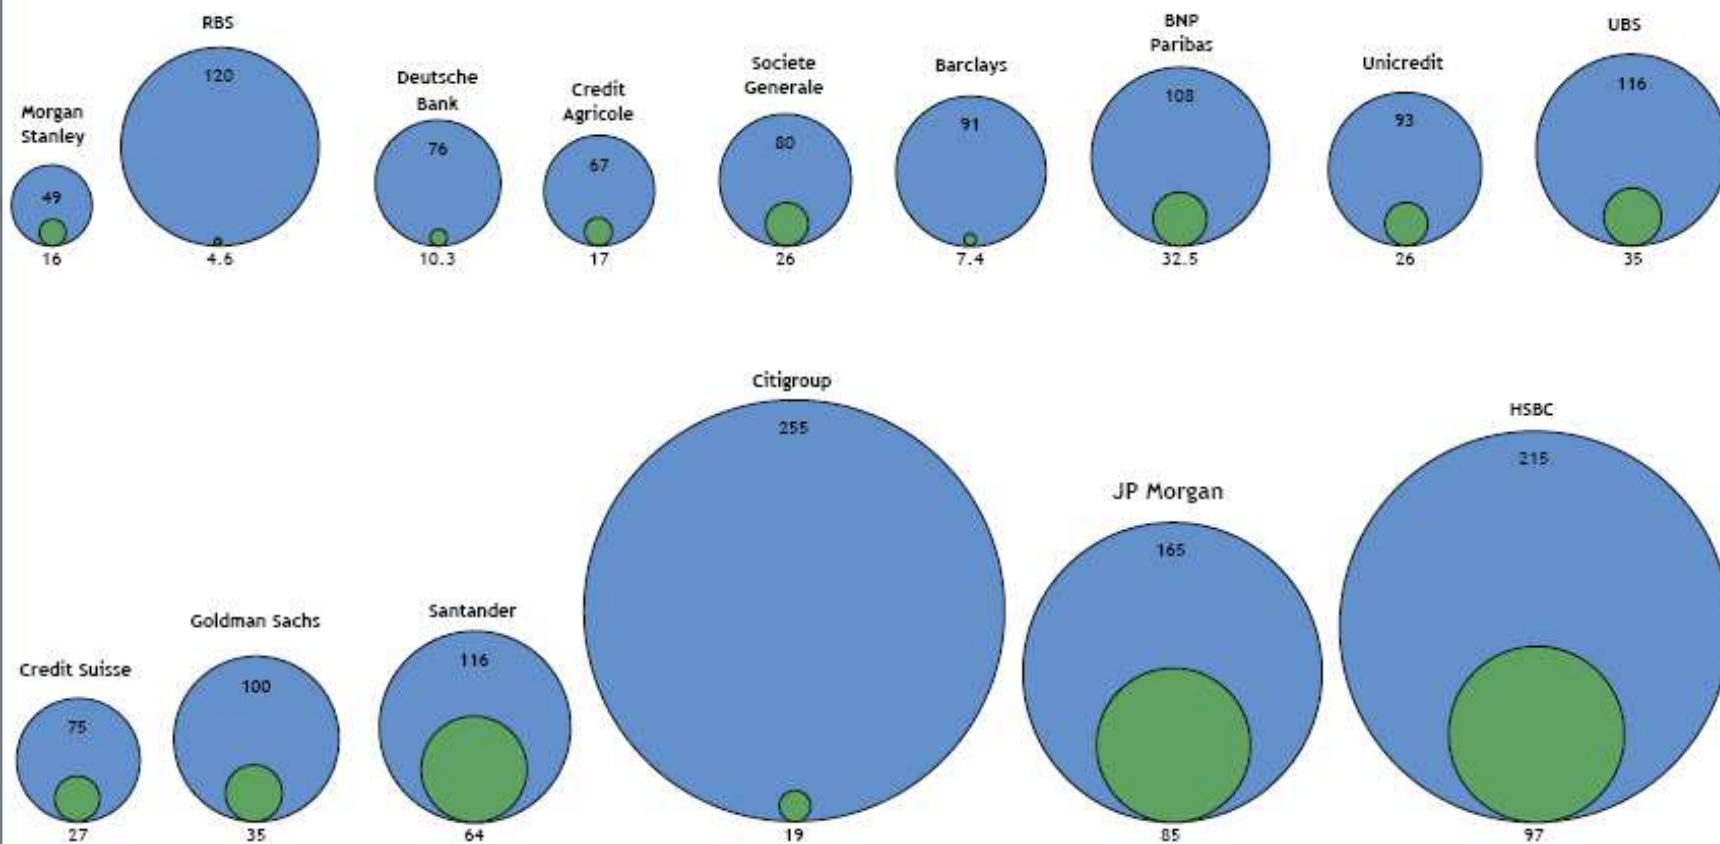 RBS
120
4.6
Morgan
Stanley
49
16
Deutsche
Bank
76
10.3
Credit
Agricole
67
17
Societe
Generale
80
26
Barclays
91
7.4
BNP
Paribas
108
32.5
Unicredit
93
26
UBS
116
35
Credit Suisse
75
27
Goldman Sachs
100
35
Santander
116
64
Citigroup
255
19
JP Morgan
165
85
HSBC
215
97